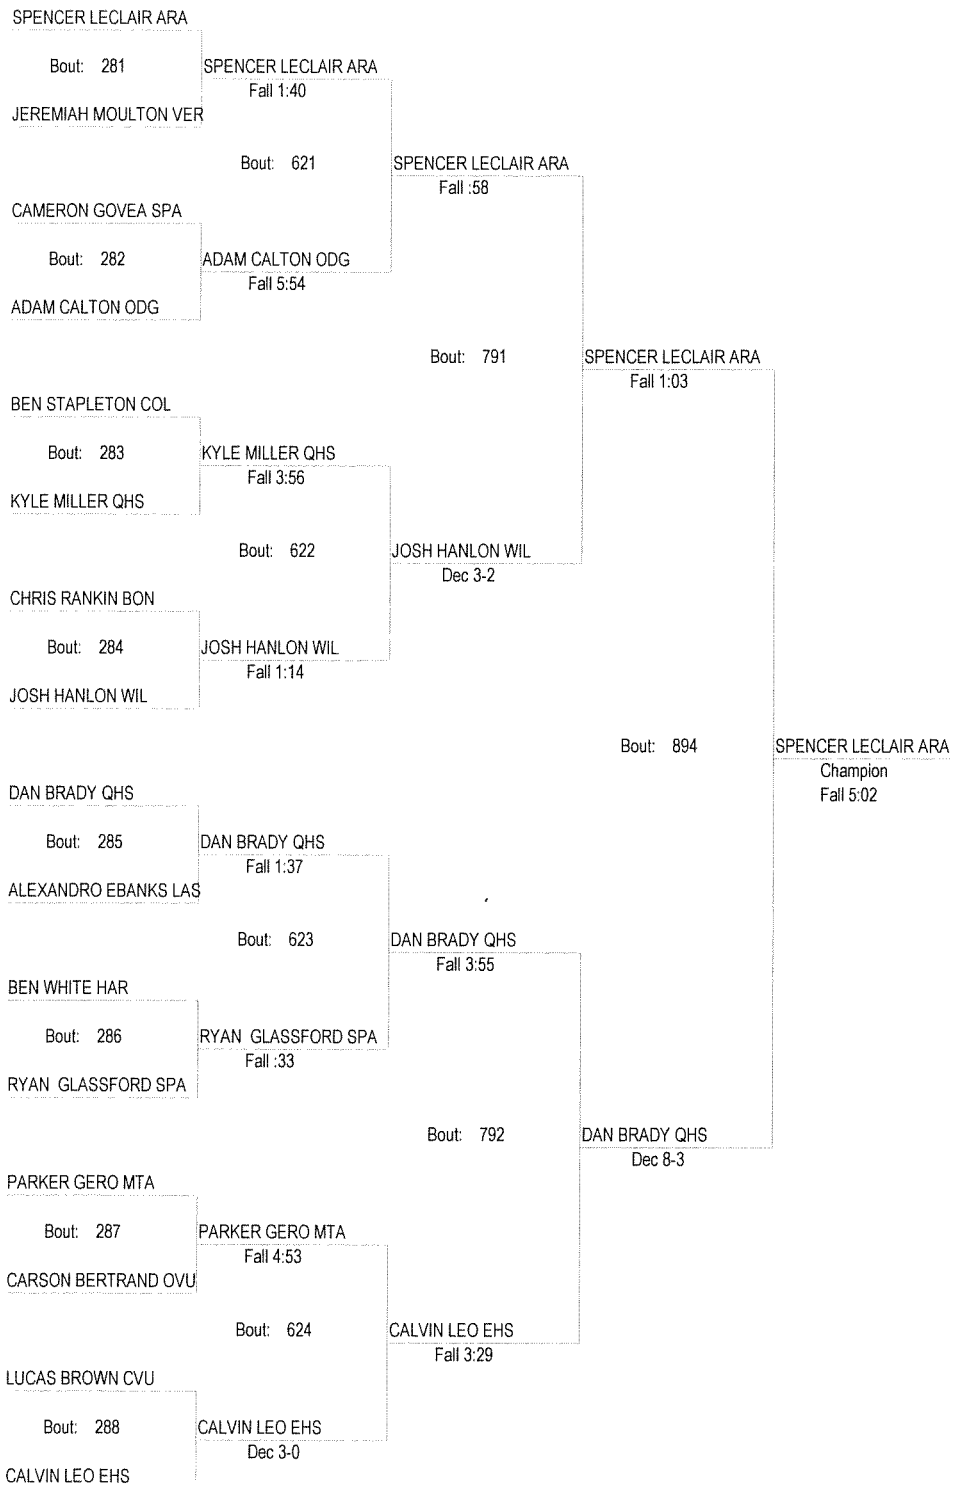 SPENCER LECLAIR ARA
Bout: 281
SPENCER LECLAIR ARA
Fall 1:40
JEREMIAH MOULTON VER
Bout: 621
SPENCER LECLAIR ARA
Fall :58
CAMERON GOVEA SPA
Bout: 282
ADAM CALTON ODG
Fall 5:54
ADAM CALTON ODG
Bout: 791
SPENCER LECLAIR ARA
Fall 1:03
BEN STAPLETON COL
Bout: 283
KYLE MILLER QHS
Fall 3:56
KYLE MILLER QHS
Bout: 622
JOSH HANLON WIL
Dec 3-2
CHRIS RANKIN BON
Bout: 284
JOSH HANLON WIL
Fall 1:14
JOSH HANLON WIL
Bout: 894
SPENCER LECLAIR ARA
Champion
Fall 5:02
DAN BRADY QHS
Bout: 285
DAN BRADY QHS
Fall 1:37
ALEXANDRO EBANKS LAS
Bout: 623
DAN BRADY QHS
Fall 3:55
BEN WHITE HAR
Bout: 286
RYAN  GLASSFORD SPA
Fall :33
RYAN  GLASSFORD SPA
Bout: 792
DAN BRADY QHS
Dec 8-3
PARKER GERO MTA
Bout: 287
PARKER GERO MTA
Fall 4:53
CARSON BERTRAND OVU
Bout: 624
CALVIN LEO EHS
Fall 3:29
LUCAS BROWN CVU
Bout: 288
CALVIN LEO EHS
Dec 3-0
CALVIN LEO EHS